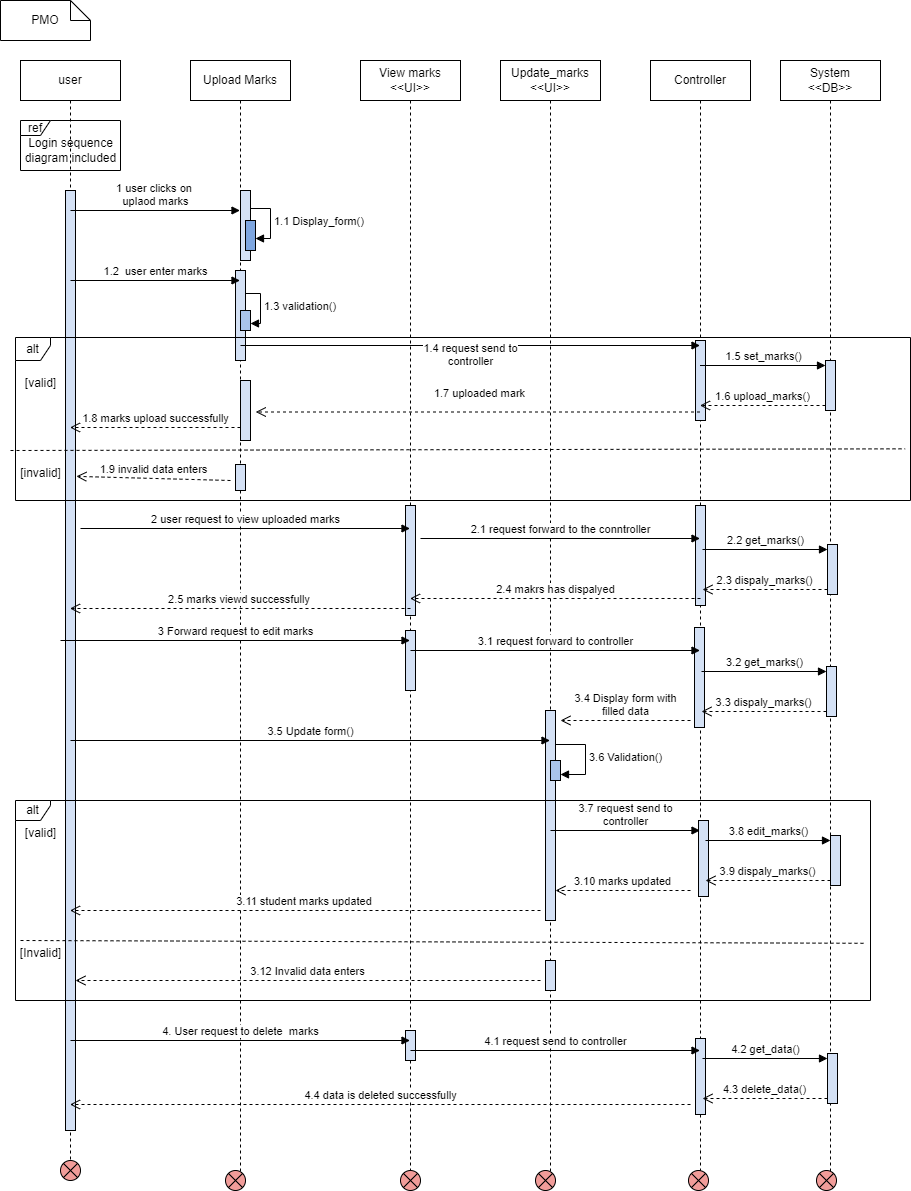 PMO
user
Upload Marks
View marks
<<UI>>
Update_marks
<<UI>>
Controller
System
<<DB>>
ref
Login sequence
diagram included
1 user clicks on
uplaod marks
1.1 Display_form()
1.2 user enter marks
1.3 validation()
alt
[valid]
1.4 request send to
controller
1.5 set_marks()
1.6 upload_marks()
1.7 uploaded mark
1.8 marks upload successfully
[invalid]
1.9 invalid data enters
2 user request to view uploaded marks
2.1 request forward to the conntroller
2.2 get_marks()
2.3 dispaly_marks()
2.4 makrs has dispalyed
2.5 marks viewd successfully
3 Forward request to edit marks
3.1 request forward to controller
3.2 get_marks()
3.3 dispaly_marks()
3.4 Display form with
filled data
3.5 Update form()
3.6 Validation()
alt
[valid]
3.7 request send to
controller
3.8 edit_marks()
3.9 dispaly_marks()
3.10 marks updated
3.11 student marks updated
[Invalid]
3.12 Invalid data enters
4. User request to delete marks
4.1 request send to controller
4.2 get_data()
4.3 delete_data()
4.4 data is deleted successfully